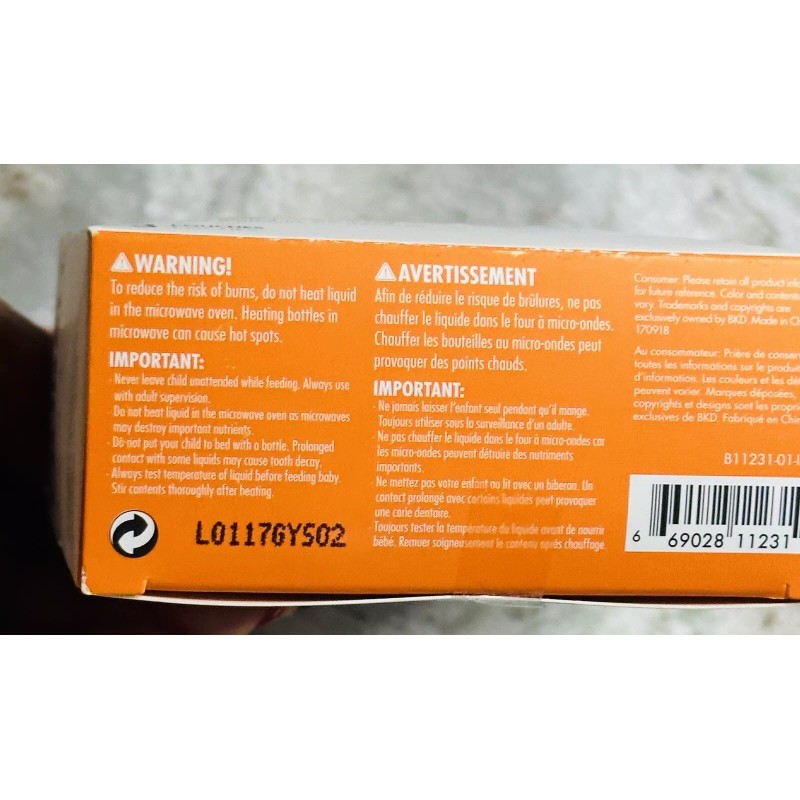 WARNING!
To reduce the risk of burns, do not heat liquid
in the microwave oven. Heating bottles in
microwave can cause hot spots.
IMPORTANT:
· Never leave child unattended while feeding. Always use
with adult supervision.
· Do not heat liquid in the microwave oven as microwaves
may destroy important nutrients.
· Do not put your child to bed with a bottle. Prolonged
contact with some liquids may cause tooth decay.
· Always test temperature of liquid before feeding baby.
Stir contents thoroughly after heating.
L0117GYS02
AVERTISSEMENT
Afin de réduire le risque de brûlures, ne pas
chauffer le liquide dans le four à micro-ondes.
Chauffer les bouteilles au micro-ondes peut
provoquer des points chauds.
IMPORTANT:
· Ne jamais laisser l'enfant seul pendant qu'il mange.
Toujours utiliser sous la surveillance d'un adulte.
· Ne pas chauffer le liquide dans le four à micro-ondes car
les micro-ondes peuvent détruire des nutriments
importants.
· Ne mettez pas votre enfant au lit avec un biberon. Un
contact prolongé avec certains liquides peut provoquer
une carie dentaire.
· Toujours tester la température du liquide avant de nourrir
bébé. Remuer soigneusement le contenu après chauffage.
Consumer: Please retain all product in
for future reference. Color and contents
vary. Trademarks and copyrights are
exclusively owned by BKD. Made in Ch
170918
Au consommateur: Prière de conserv
toutes les informations sur le produit
d'information. Les couleurs et les dé
peuvent varier. Marques déposées,
copyrights et designs sont les propri
exclusives de BKD. Fabriqué en Chin
B11231-01-
6 69028 11231